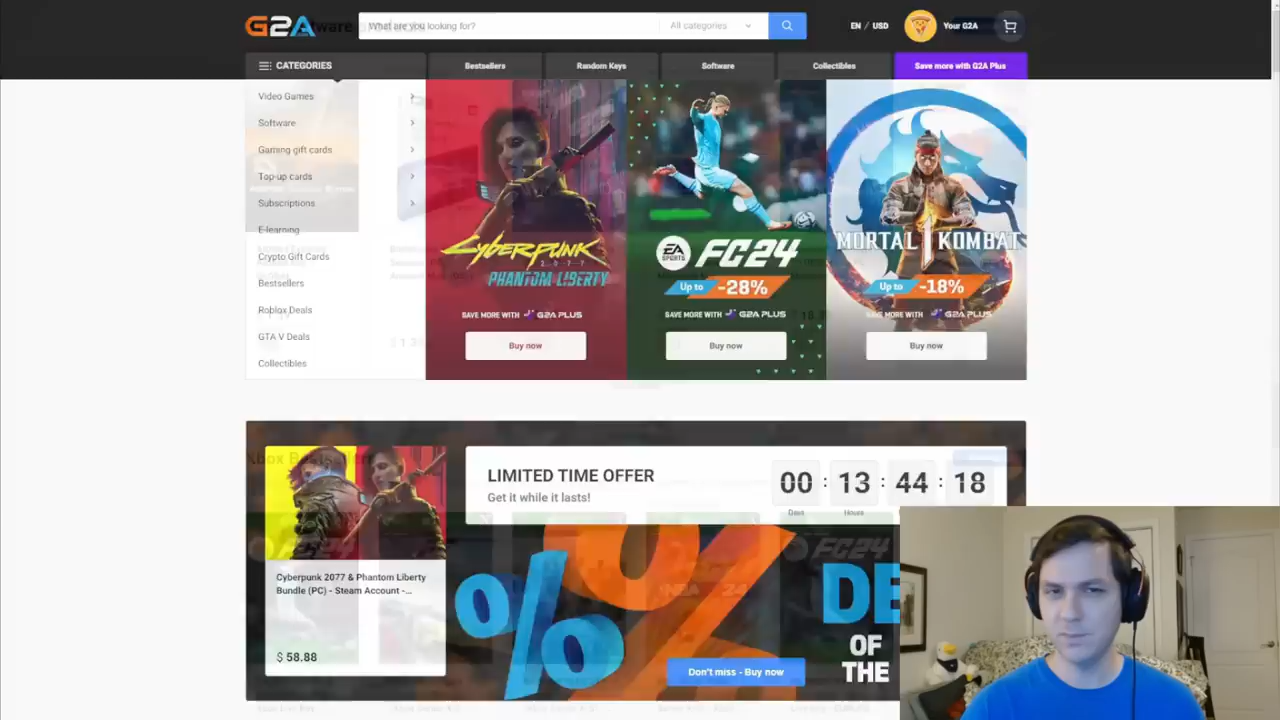 G2A
What are you looking for?
All categories
EN / USD
Your G2A
CATEGORIES
Bestsellers
Random Keys
Software
Collectibles
Save more with G2A Plus
Video Games
Software
Gaming gift cards
Top-up cards
Subscriptions
E-learning
Crypto Gift Cards
Bestsellers
Roblox Deals
GTA V Deals
Collectibles
CYBERPUNK
2077
PHANTOM LIBERTY
SAVE MORE WITH G2A PLUS
Buy now
EA SPORTS FC24
Up to -28%
SAVE MORE WITH G2A PLUS
Buy now
MORTAL KOMBAT
Up to -18%
SAVE MORE WITH G2A PLUS
Buy now
LIMITED TIME OFFER
Get it while it lasts!
00 : 13 : 44 : 18
Days
Hours
Cyberpunk 2077 & Phantom Liberty
Bundle (PC) - Steam Account -...
$ 58.88
%%
DE
OF
THE
Don't miss - Buy now